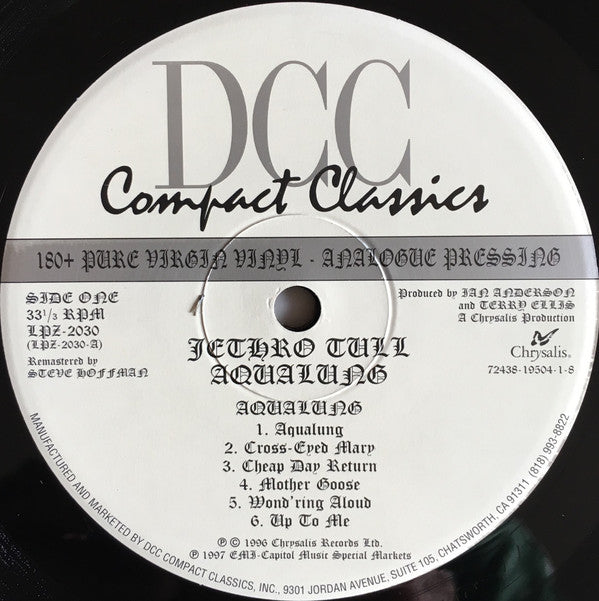 DCC
Compact Classics
180+ PURE VIRGIN VINYL - ANALOGUE PRESSING
SIDE ONE
33 1/3 RPM
LPZ-2030
(LPZ-2030-A)
Remastered by
STEVE HOFFMAN
Produced by IAN ANDERSON
and TERRY ELLIS
A Chrysalis Production
Chrysalis®
72438-19504-1-8
JETHRO TULL
AQUALUNG
AQUALUNG
1. Aqualung
2. Cross-Eyed Mary
3. Cheap Day Return
4. Mother Goose
5. Wond'ring Aloud
6. Up To Me
℗ © 1996 Chrysalis Records Ltd.
℗ 1997 EMI-Capitol Music Special Markets
MANUFACTURED AND MARKETED BY DCC COMPACT CLASSICS, INC., 9301 JORDAN AVENUE, SUITE 105, CHATSWORTH, CA 91311 (818) 993-8822